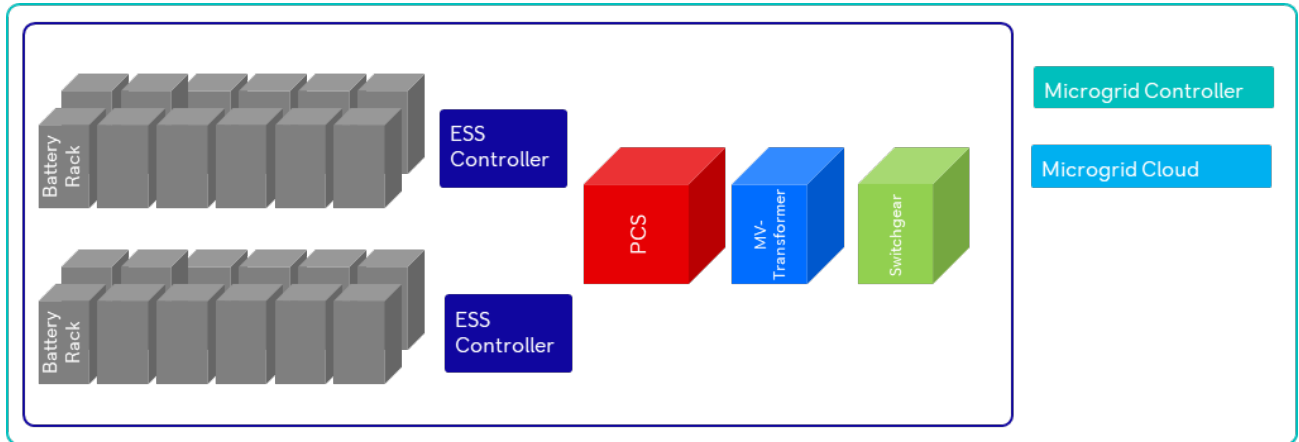 Battery
Rack
ESS
Controller
Battery
Rack
ESS
Controller
PCS
MV-
Transformer
Switchgear
Microgrid Controller
Microgrid Cloud